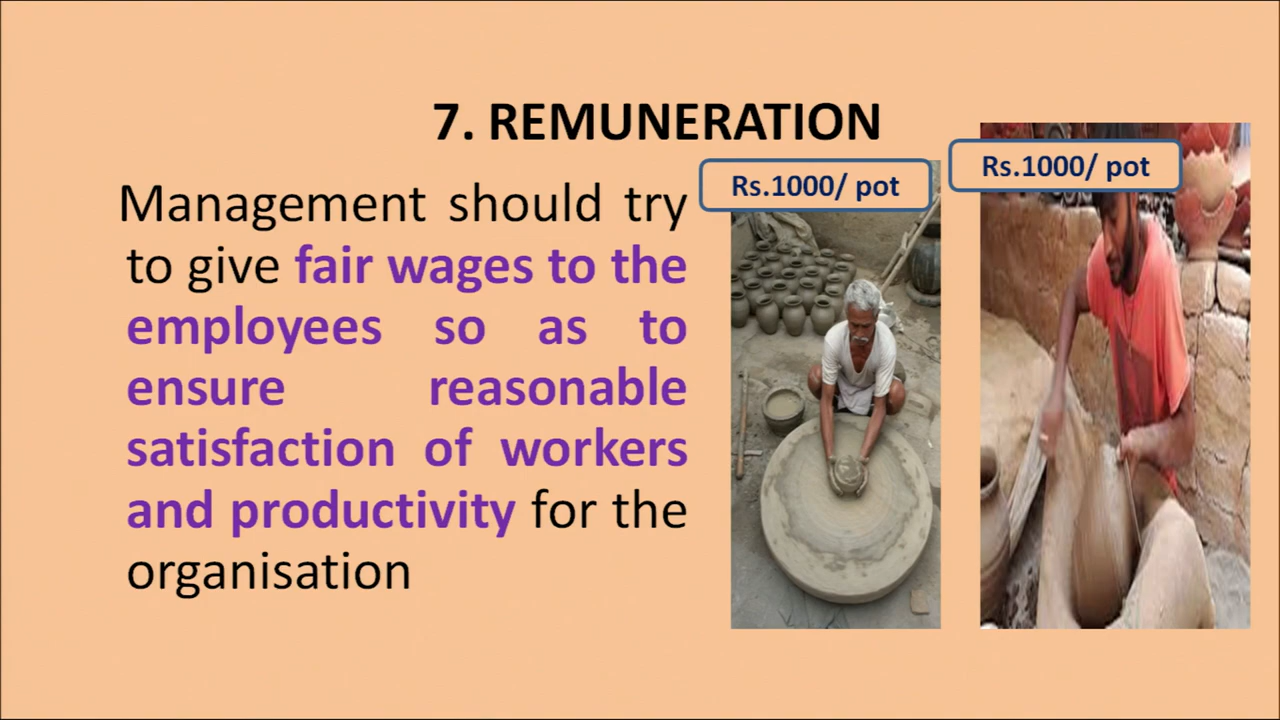 7. REMUNERATION
Management should try
to give fair wages to the
employees so as to
ensure reasonable
satisfaction of workers
and productivity for the
organisation
Rs.1000/ pot
Rs.1000/ pot